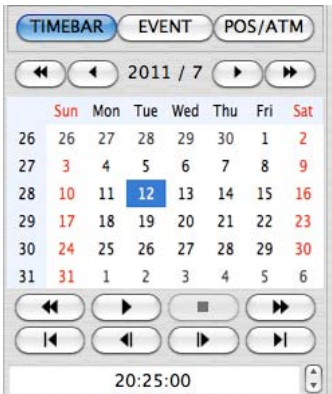 TIMEBAR EVENT POS/ATM
2011 / 7
Sun Mon Tue Wed Thu Fri Sat
26 26 27 28 29 30 1 2
27 3 4 5 6 7 8 9
28 10 11 12 13 14 15 16
29 17 18 19 20 21 22 23
30 24 25 26 27 28 29 30
31 31 1 2 3 4 5 6
20:25:00